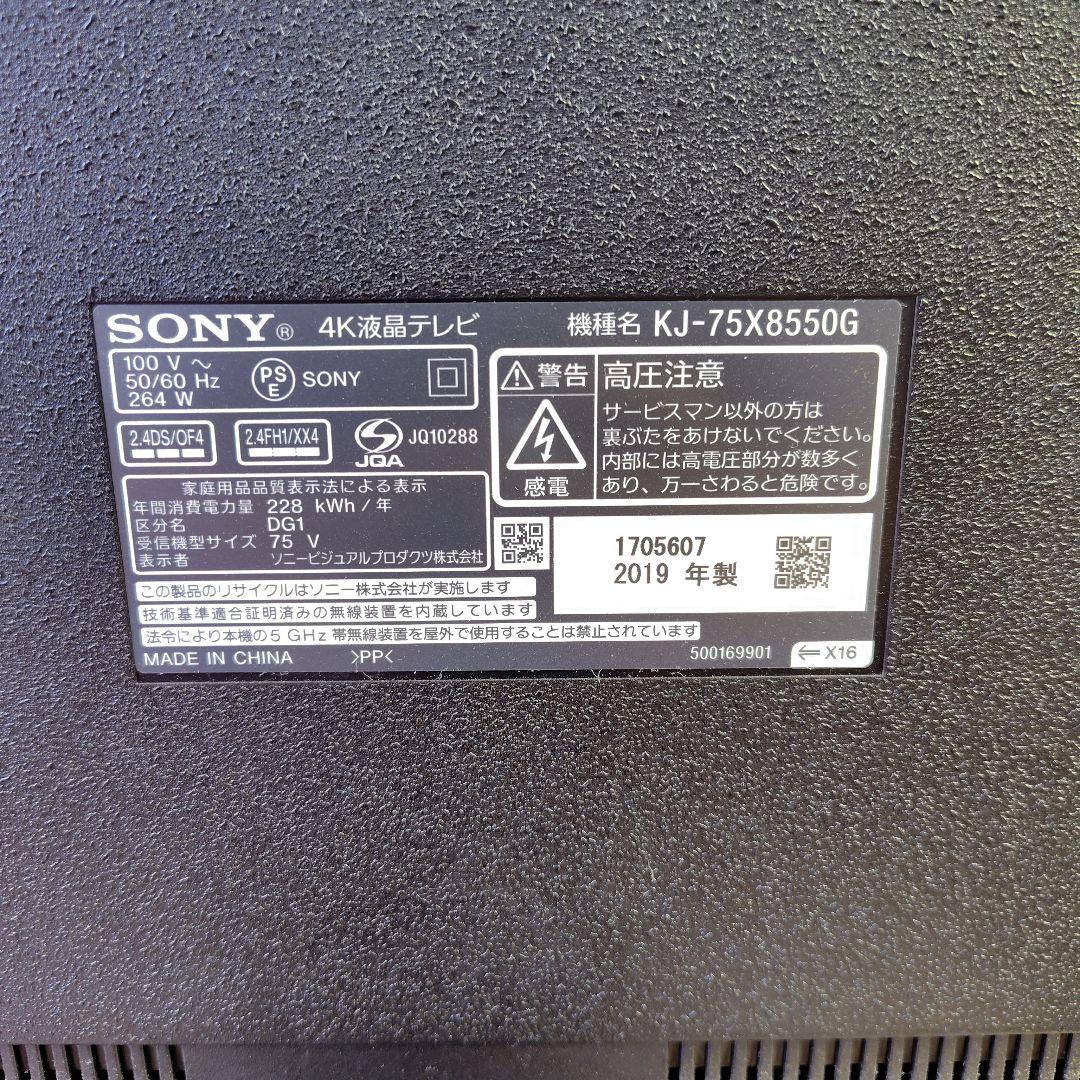 SONY® 4K液晶テレビ 機種名 KJ-75X8550G
100 V ～
50/60 Hz
264 W
PSE SONY
2.4DS/OF4
2.4FH1/XX4
JQA JQ10288
家庭用品品質表示法による表示
年間消費電力量 228 kWh/年
区分名 DG1
受信機型サイズ 75 V
表示者 ソニービジュアルプロダクツ株式会社
警告 高圧注意
感電
サービスマン以外の方は
裏ぶたをあけないでください。
内部には高電圧部分が数多く
あり、万一さわると危険です。
1705607
2019 年製
この製品のリサイクルはソニー株式会社が実施します
技術基準適合証明済みの無線装置を内蔵しています
法令により本機の5 GHz 帯無線装置を屋外で使用することは禁止されています
MADE IN CHINA >PP< 500169901 ⇐ X16